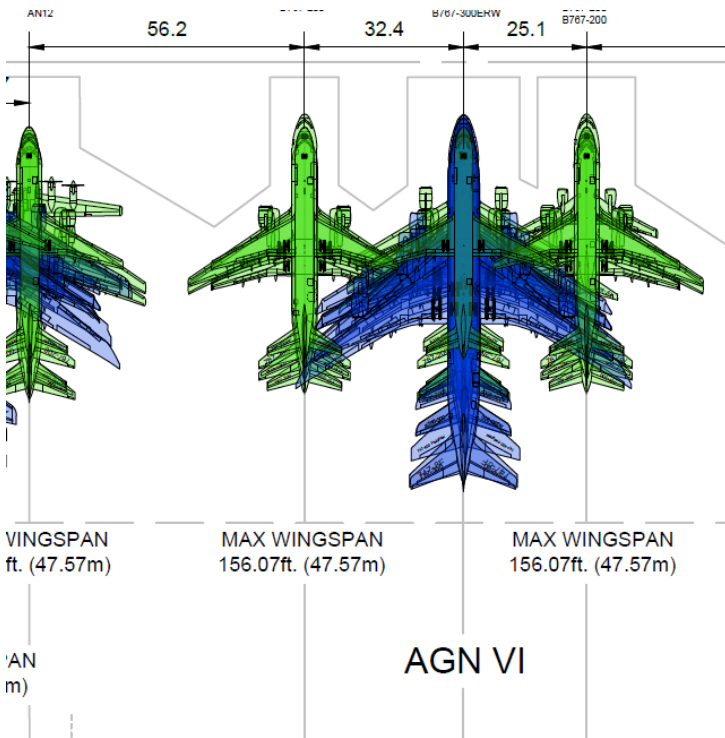 AN12
B767-300ERW
B767-200
56.2
32.4
25.1
WINGSPAN
ft. (47.57m)
MAX WINGSPAN
156.07ft. (47.57m)
MAX WINGSPAN
156.07ft. (47.57m)
AGN VI
PAN
m)